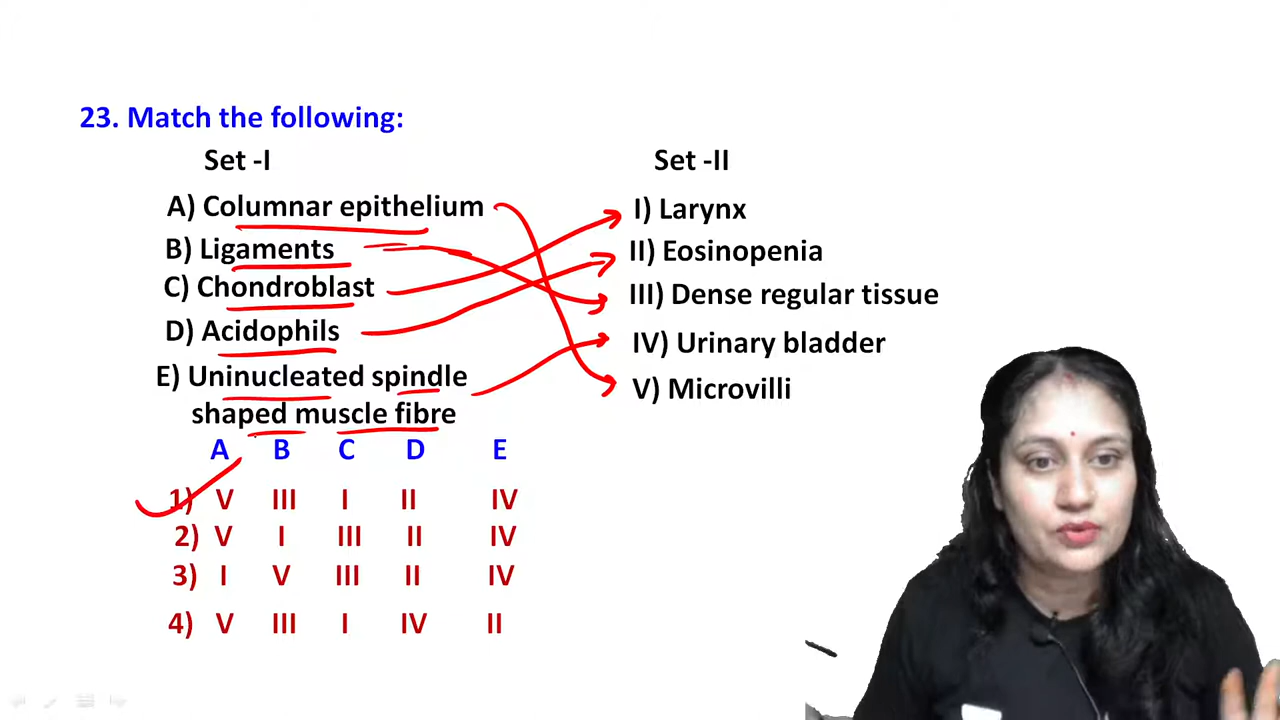 23. Match the following:
Set -I Set -II
A) Columnar epithelium I) Larynx
B) Ligaments II) Eosinopenia
C) Chondroblast III) Dense regular tissue
D) Acidophils IV) Urinary bladder
E) Uninucleated spindle V) Microvilli
shaped muscle fibre
A B C D E
1) V III I II IV
2) V I III II IV
3) I V III II IV
4) V III I IV II